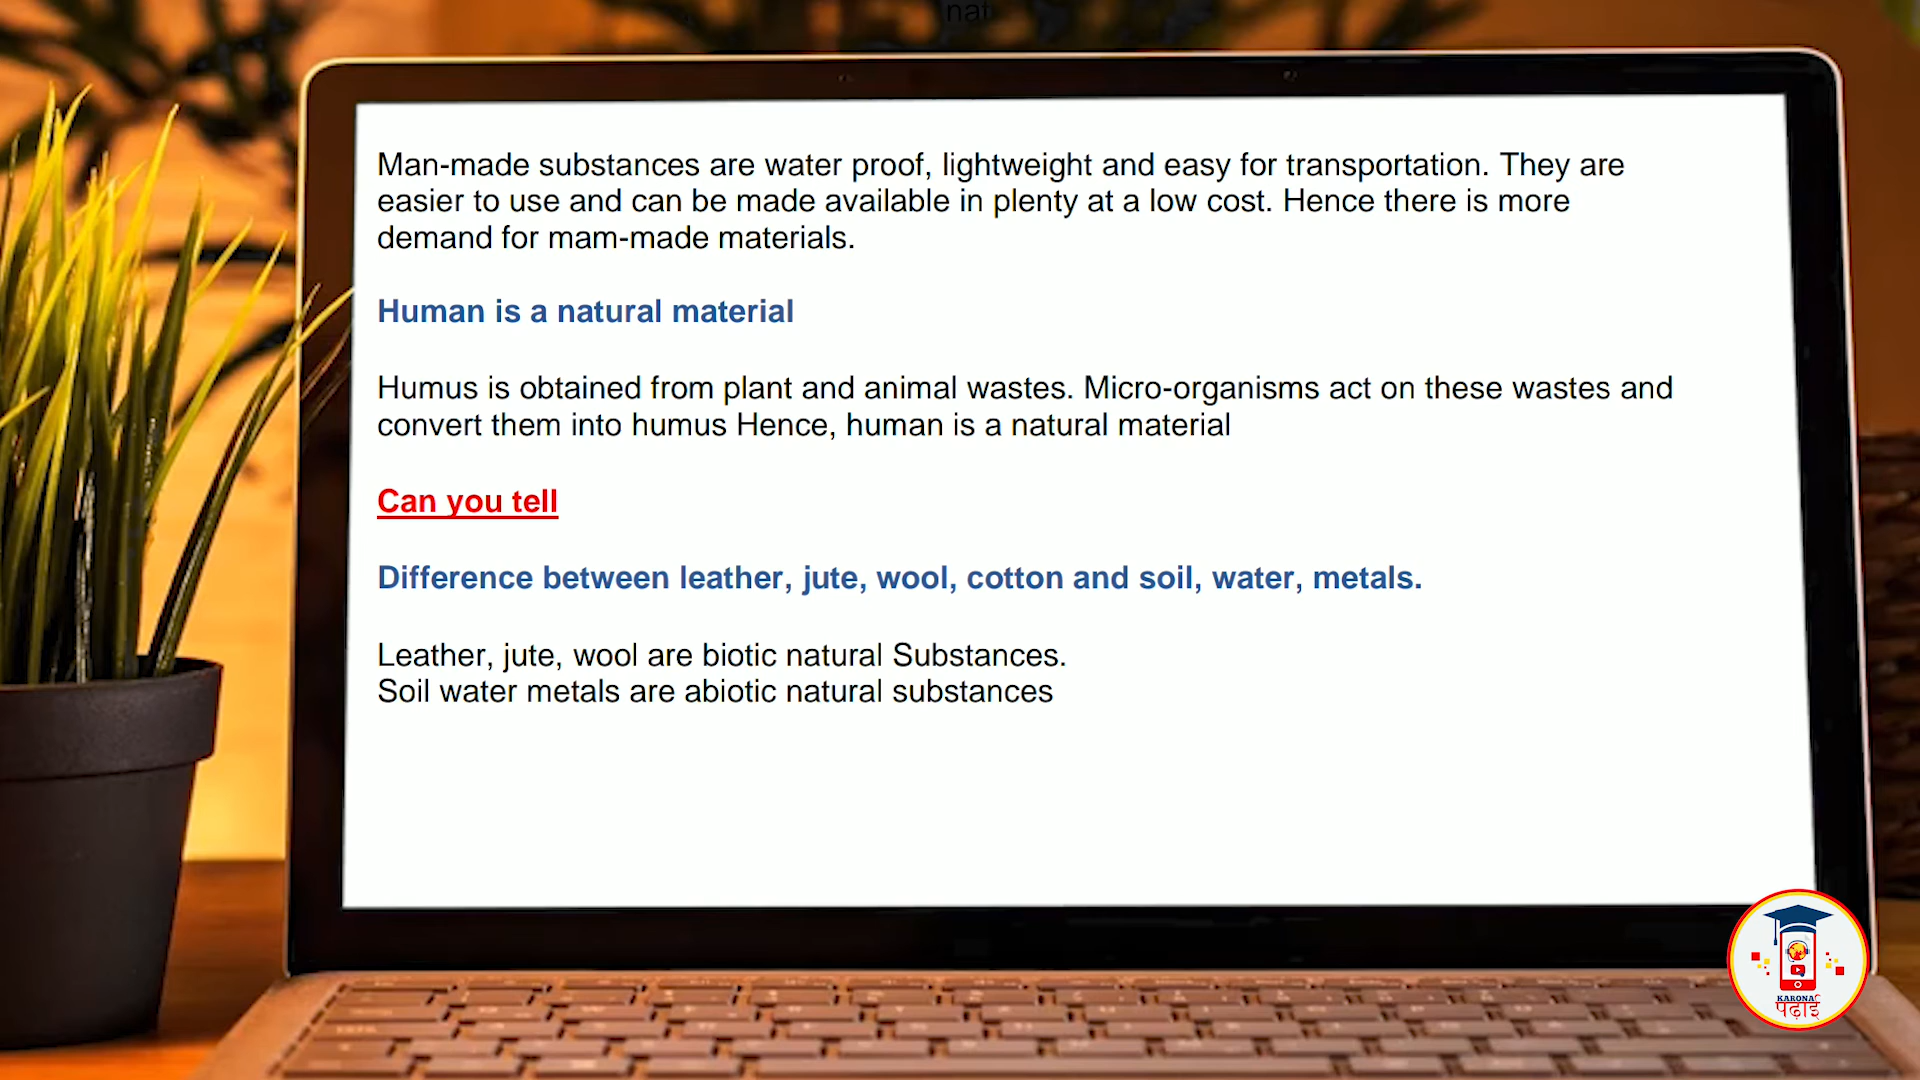 nat
Man-made substances are water proof, lightweight and easy for transportation. They are
easier to use and can be made available in plenty at a low cost. Hence there is more
demand for mam-made materials.
Human is a natural material
Humus is obtained from plant and animal wastes. Micro-organisms act on these wastes and
convert them into humus Hence, human is a natural material
Can you tell
Difference between leather, jute, wool, cotton and soil, water, metals.
Leather, jute, wool are biotic natural Substances.
Soil water metals are abiotic natural substances
KARONA
पढ़ाई